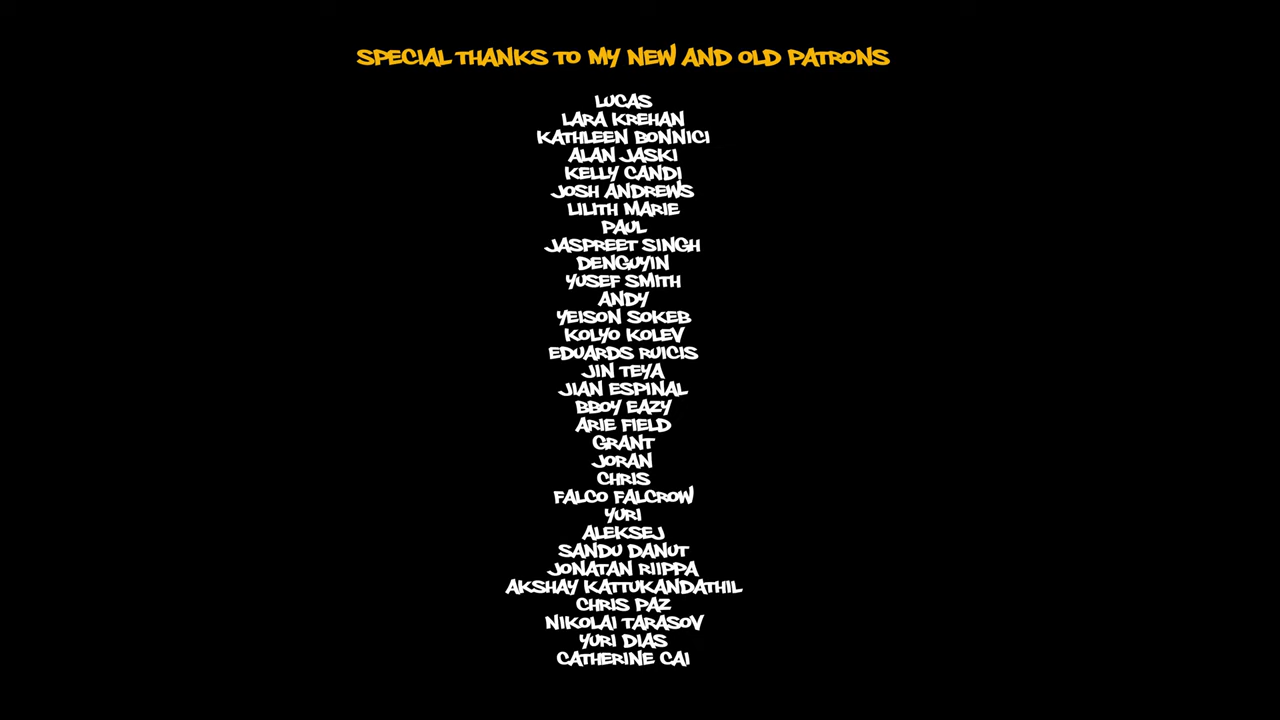 SPECIAL THANKS TO MY NEW AND OLD PATRONS
LUCAS
LARA KREHAN
KATHLEEN BONNICI
ALAN JASKI
KELLY CANDI
JOSH ANDREWS
LILITH MARIE
PAUL
JASPREET SINGH
DENGUYIN
YUSEF SMITH
ANDY
YEISON SOKEB
KOLYO KOLEV
EDUARDS RUICIS
JIN TEYA
JIAN ESPINAL
BBOY EAZY
ARIE FIELD
GRANT
JORAN
CHRIS
FALCO FALCROW
YURI
ALEKSEJ
SANDU DANUT
JONATAN RIIPPA
AKSHAY KATTUKANDATHIL
CHRIS PAZ
NIKOLAI TARASOV
YURI DIAS
CATHERINE CAI